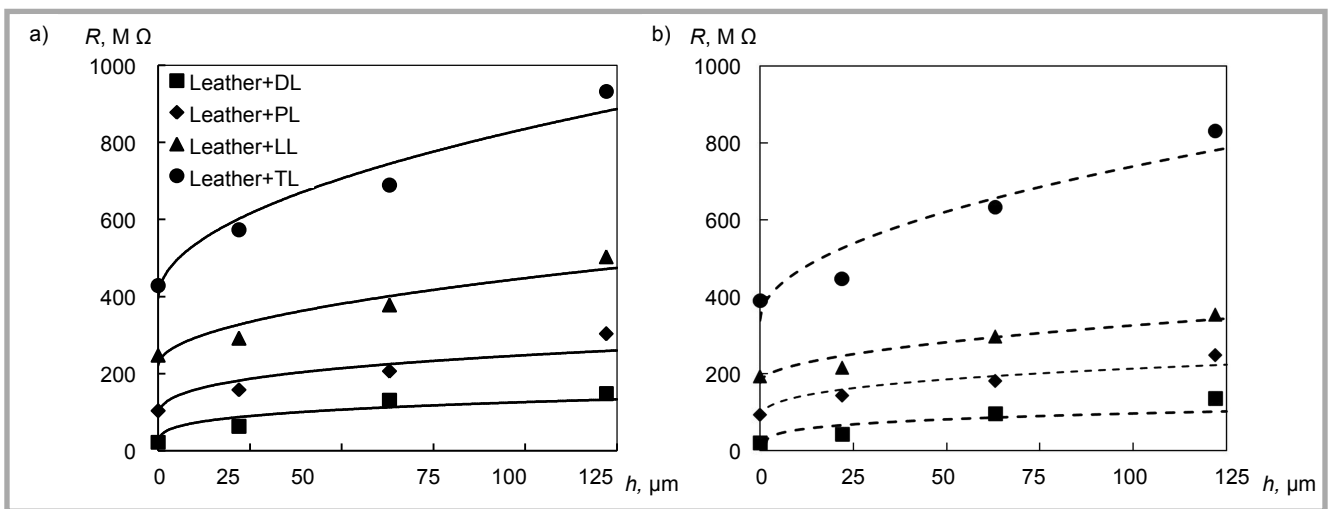 a) R, M Ω
1000
800
600
400
200
0
Leather+DL
Leather+PL
Leather+LL
Leather+TL
0 25 50 75 100 125 h, µm
b) R, M Ω
1000
800
600
400
200
0
0 25 50 75 100 125 h, µm